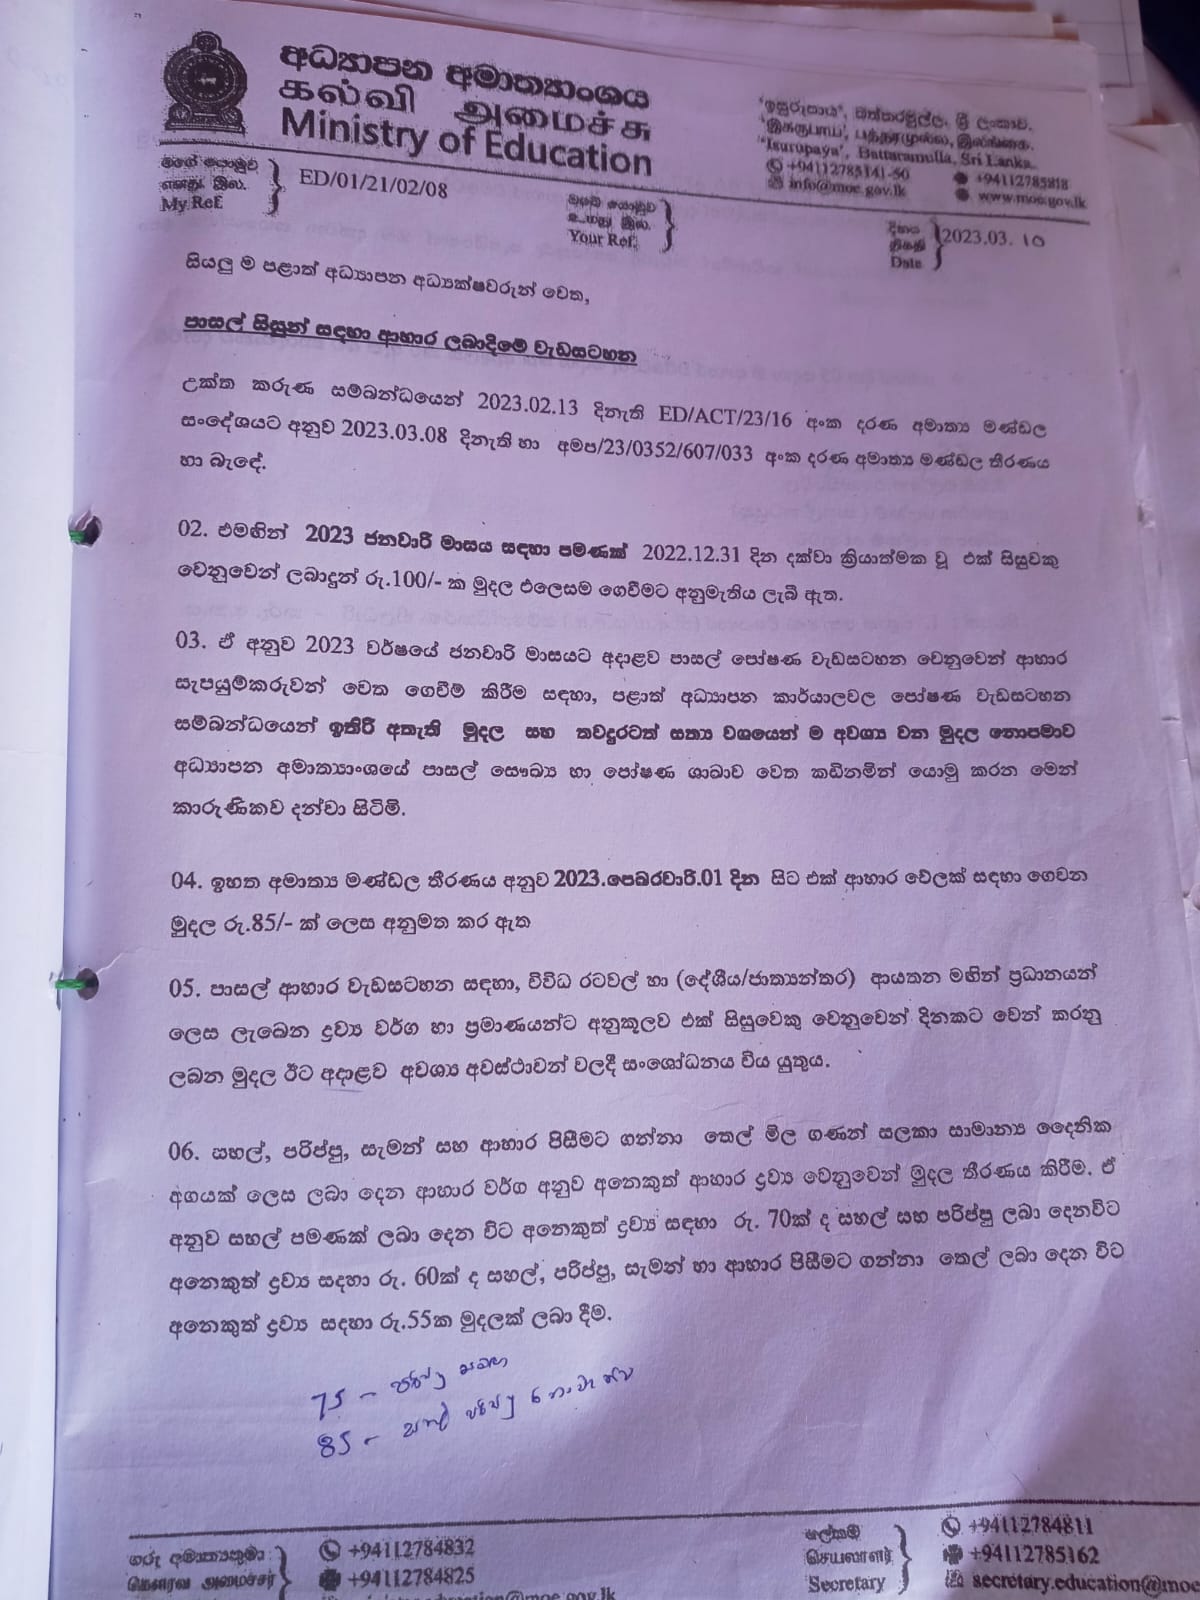 අධ්‍යාපන අමාත්‍යාංශය
கல்வி அமைச்சு
Ministry of Education
'ඉසුරුපාය', බත්තරමුල්ල, ශ්‍රී ලංකාව.
'இசுருபாய', பத்தரமுல்லை, இலங்கை.
'Isurupaya', Battaramulla, Sri Lanka.
+94112785141-50 +94112785818
info@moe.gov.lk www.moe.gov.lk
මගේ යොමුව
எனது இல.
My Ref.
ED/01/21/02/08
ඔබේ යොමුව
உமது இல.
Your Ref.
දිනය
திகதி
Date
2023.03. 10
සියලු ම පළාත් අධ්‍යාපන අධ්‍යක්ෂවරුන් වෙත,
පාසල් සිසුන් සඳහා ආහාර ලබාදීමේ වැඩසටහන
උක්ත කරුණ සම්බන්ධයෙන් 2023.02.13 දිනැති ED/ACT/23/16 අංක දරණ අමාත්‍ය මණ්ඩල
සංදේශයට අනුව 2023.03.08 දිනැති හා අමප/23/0352/607/033 අංක දරණ අමාත්‍ය මණ්ඩල තීරණය
හා බැඳේ.
02. එමඟින් 2023 ජනවාරි මාසය සඳහා පමණක් 2022.12.31 දින දක්වා ක්‍රියාත්මක වූ එක් සිසුවකු
වෙනුවෙන් ලබාදුන් රු.100/- ක මුදල එලෙසම ගෙවීමට අනුමැතිය ලැබී ඇත.
03. ඒ අනුව 2023 වර්ෂයේ ජනවාරි මාසයට අදාළව පාසල් පෝෂණ වැඩසටහන වෙනුවෙන් ආහාර
සැපයුම්කරුවන් වෙත ගෙවීම් කිරීම සඳහා, පළාත් අධ්‍යාපන කාර්යාලවල පෝෂණ වැඩසටහන
සම්බන්ධයෙන් ඉතිරි අතැති මුදල සහ තවදුරටත් සත්‍ය වශයෙන් ම අවශ්‍ය වන මුදල නොපමාව
අධ්‍යාපන අමාත්‍යාංශයේ පාසල් සෞඛ්‍ය හා පෝෂණ ශාඛාව වෙත කඩිනමින් යොමු කරන මෙන්
කාරුණිකව දන්වා සිටිමි.
04. ඉහත අමාත්‍ය මණ්ඩල තීරණය අනුව 2023.පෙබරවාරි.01 දින සිට එක් ආහාර වේලක් සඳහා ගෙවන
මුදල රු.85/- ක් ලෙස අනුමත කර ඇත
05. පාසල් ආහාර වැඩසටහන සඳහා, විවිධ රටවල් හා (දේශීය/ජාත්‍යන්තර) ආයතන මඟින් ප්‍රධානයන්
ලෙස ලැබෙන ද්‍රව්‍ය වර්ග හා ප්‍රමාණයන්ට අනුකූලව එක් සිසුවෙකු වෙනුවෙන් දිනකට වෙන් කරනු
ලබන මුදල ඊට අදාළව අවශ්‍ය අවස්ථාවන් වලදී සංශෝධනය විය යුතුය.
06. සහල්, පරිප්පු, සැමන් සහ ආහාර පිසීමට ගන්නා තෙල් මිල ගණන් සලකා සාමාන්‍ය දෛනික
අගයක් ලෙස ලබා දෙන ආහාර වර්ග අනුව අනෙකුත් ආහාර ද්‍රව්‍ය වෙනුවෙන් මුදල තීරණය කිරීම. ඒ
අනුව සහල් පමණක් ලබා දෙන විට අනෙකුත් ද්‍රව්‍ය සඳහා රු. 70ක් ද සහල් සහ පරිප්පු ලබා දෙනවිට
අනෙකුත් ද්‍රව්‍ය සඳහා රු. 60ක් ද සහල්, පරිප්පු, සැමන් හා ආහාර පිසීමට ගන්නා තෙල් ලබා දෙන විට
අනෙකුත් ද්‍රව්‍ය සඳහා රු.55ක මුදලක් ලබා දීම.
75 - පරිප්පු සමඟ
85 - සහල් පරිප්පු නොමැතිව
ගරු අමාත්‍යතුමා
கௌரவ அமைச்சர்
+94112784832
+94112784825
ලේකම්
செயலாளர்
Secretary
+94112784811
+94112785162
secretary.education@moe